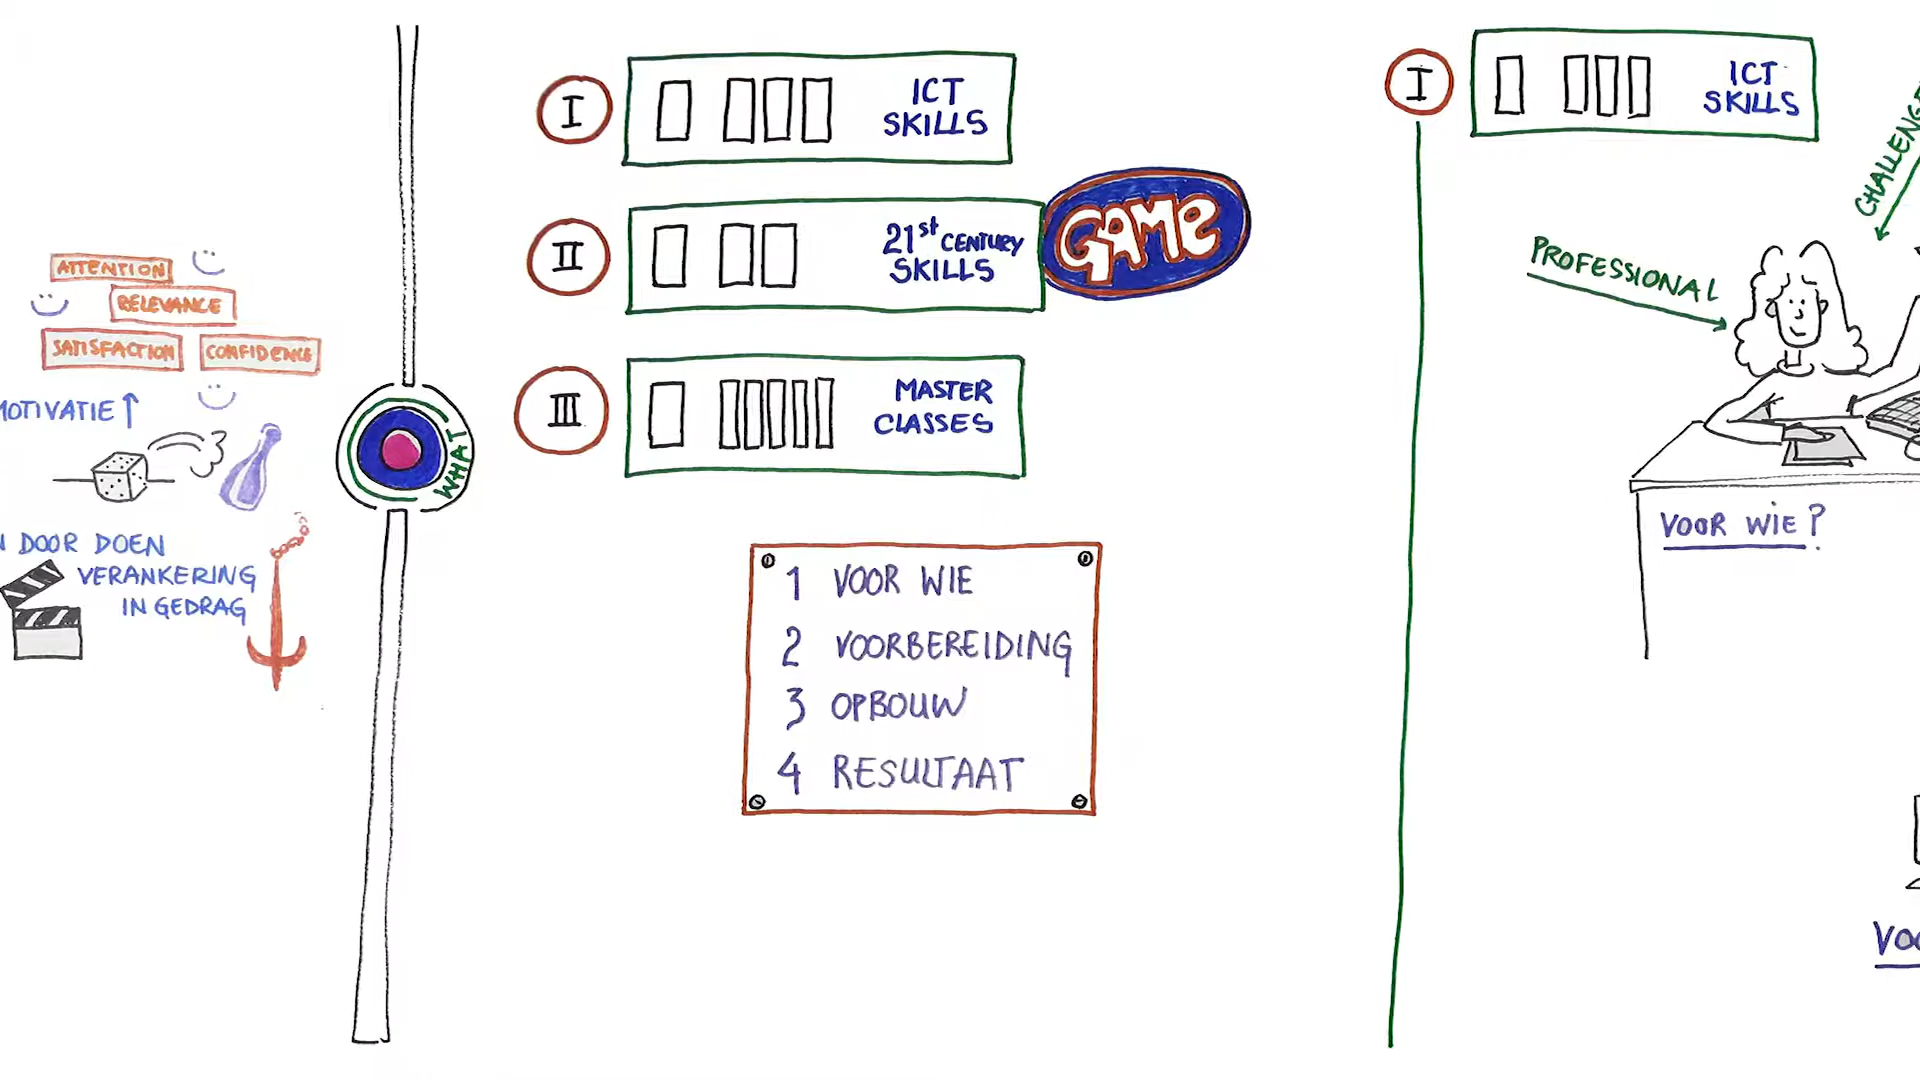 ATTENTION
RELEVANCE
SATISFACTION
CONFIDENCE
MOTIVATIE
DOOR DOEN
VERANKERING
IN GEDRAG
WHAT
I
ICT
SKILLS
II
21st CENTURY
SKILLS
GAME
III
MASTER
CLASSES
1 VOOR WIE
2 VOORBEREIDING
3 OPBOUW
4 RESULTAAT
I
ICT
SKILLS
PROFESSIONAL
VOOR WIE?